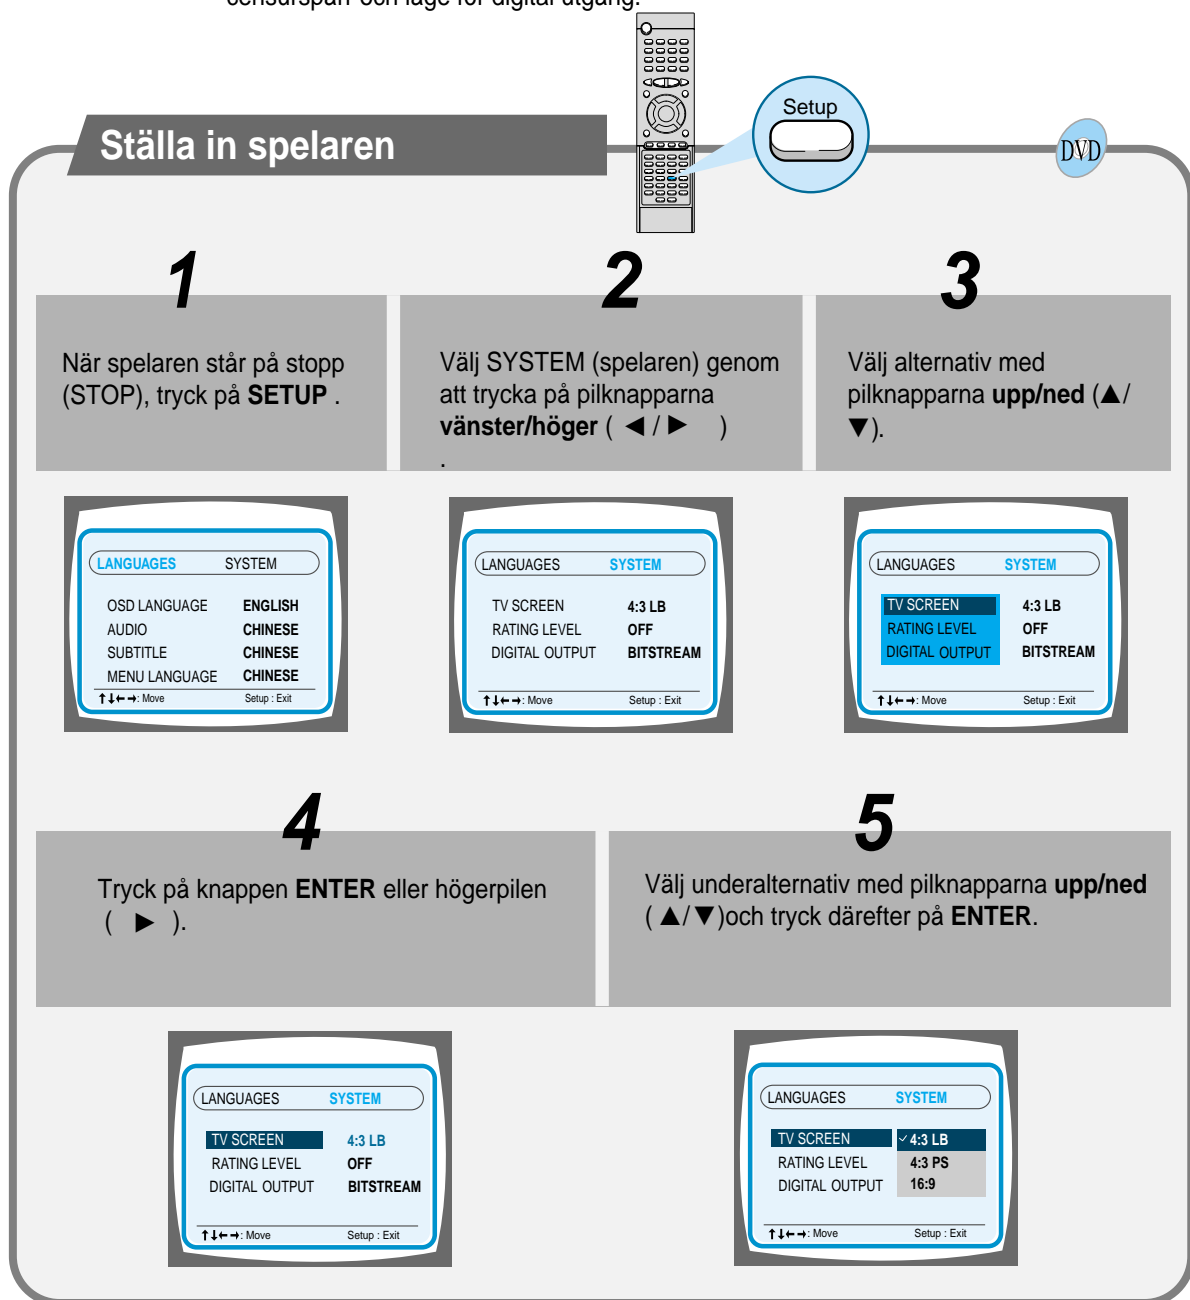 censurspärr och läge för digital utgång.
Setup
Ställa in spelaren
DVD
1
När spelaren står på stopp
(STOP), tryck på SETUP .
2
Välj SYSTEM (spelaren) genom
att trycka på pilknapparna
vänster/höger ( ◄ / ► )
.
3
Välj alternativ med
pilknapparna upp/ned (▲/
▼).
LANGUAGES SYSTEM
OSD LANGUAGE ENGLISH
AUDIO CHINESE
SUBTITLE CHINESE
MENU LANGUAGE CHINESE
↑↓←→: Move Setup : Exit
LANGUAGES SYSTEM
TV SCREEN 4:3 LB
RATING LEVEL OFF
DIGITAL OUTPUT BITSTREAM
↑↓←→: Move Setup : Exit
LANGUAGES SYSTEM
TV SCREEN 4:3 LB
RATING LEVEL OFF
DIGITAL OUTPUT BITSTREAM
↑↓←→: Move Setup : Exit
4
Tryck på knappen ENTER eller högerpilen
( ► ).
5
Välj underalternativ med pilknapparna upp/ned
( ▲/▼)och tryck därefter på ENTER.
LANGUAGES SYSTEM
TV SCREEN 4:3 LB
RATING LEVEL OFF
DIGITAL OUTPUT BITSTREAM
↑↓←→: Move Setup : Exit
LANGUAGES SYSTEM
TV SCREEN ✓ 4:3 LB
RATING LEVEL 4:3 PS
DIGITAL OUTPUT 16:9
↑↓←→: Move Setup : Exit